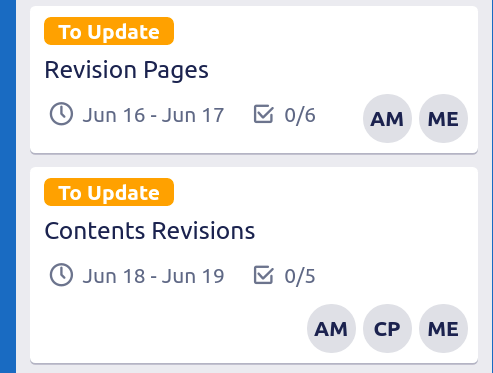 To Update
Revision Pages
Jun 16 - Jun 17 0/6 AM ME
To Update
Contents Revisions
Jun 18 - Jun 19 0/5
AM CP ME